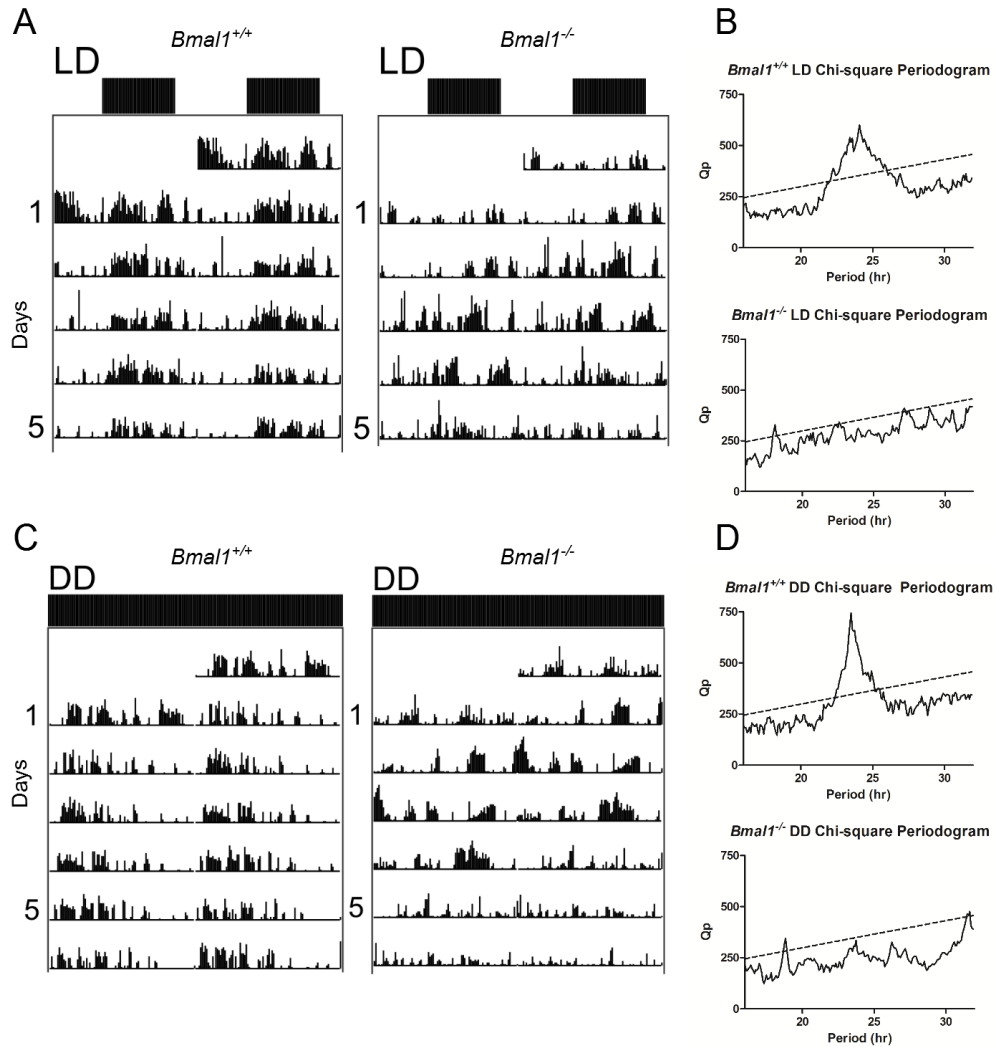 A
Bmal1+/+
Bmal1-/-
LD
LD
1
5
Days
1
5
B
Bmal1+/+ LD Chi-square Periodogram
750
500
250
0
Qp
20
25
30
Period (hr)
Bmal1-/- LD Chi-square Periodogram
750
500
250
0
Qp
20
25
30
Period (hr)
C
Bmal1+/+
Bmal1-/-
DD
DD
1
5
Days
1
5
D
Bmal1+/+ DD Chi-square Periodogram
750
500
250
0
Qp
20
25
30
Period (hr)
Bmal1-/- DD Chi-square Periodogram
750
500
250
0
Qp
20
25
30
Period (hr)